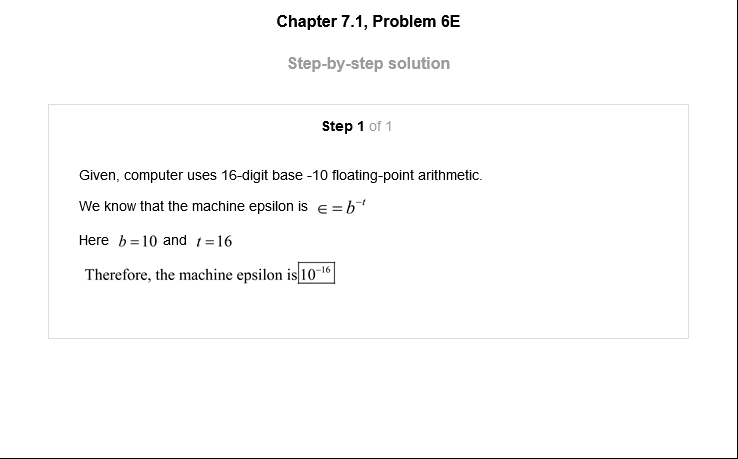 Chapter 7.1, Problem 6E
Step-by-step solution
Step 1 of 1
Given, computer uses 16-digit base -10 floating-point arithmetic.
We know that the machine epsilon is ∈ = b⁻ᵗ
Here b = 10 and t = 16
Therefore, the machine epsilon is 10⁻¹⁶